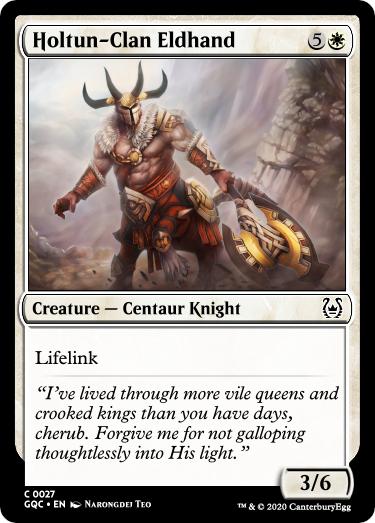 Holtun-Clan Eldhand 5
Creature — Centaur Knight
Lifelink
“I’ve lived through more vile queens and
crooked kings than you have days,
cherub. Forgive me for not galloping
thoughtlessly into His light.”
3/6
C 0027
GQC • EN Narongdei Teo
™ & © 2020 CanterburyEgg